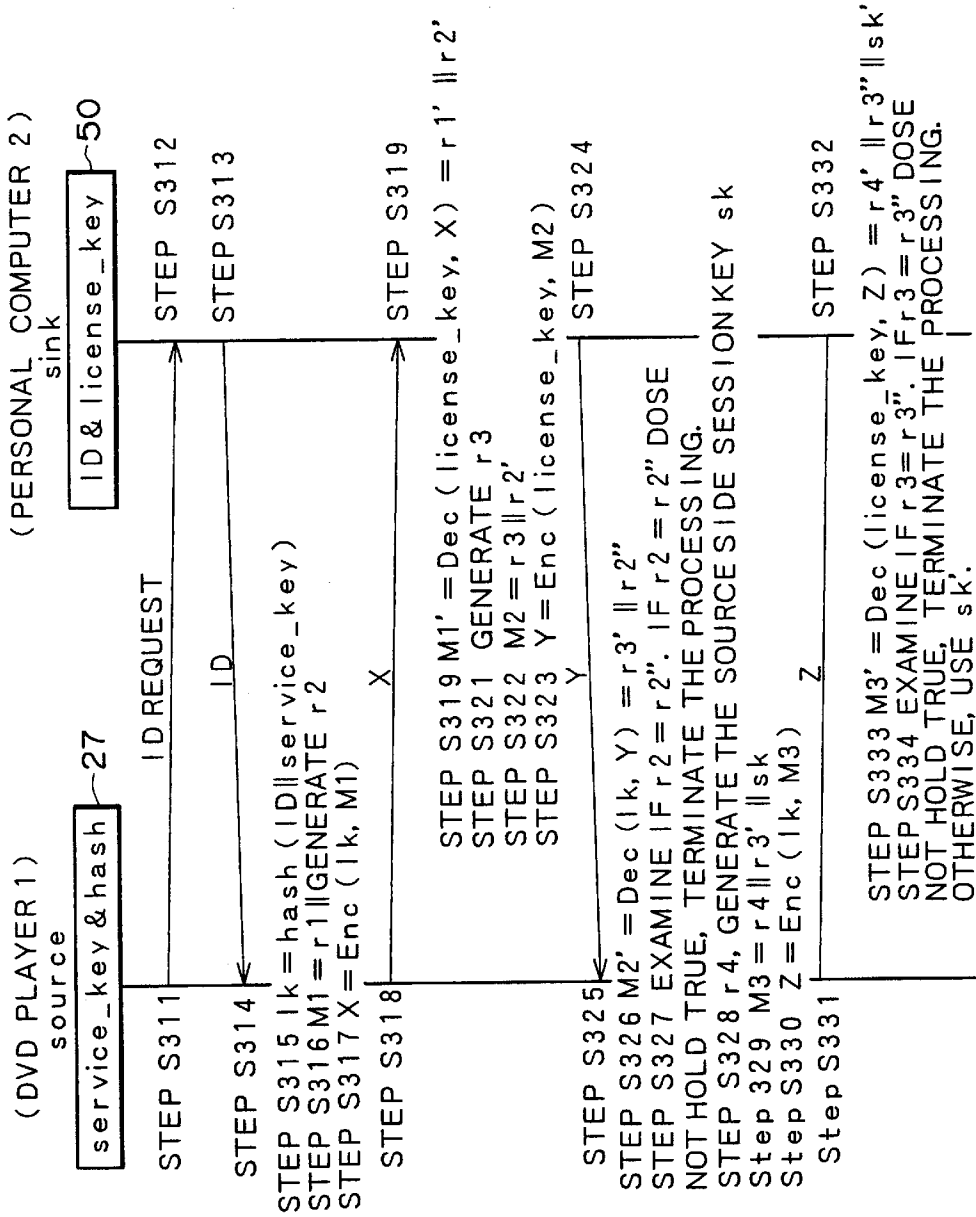 (DVD PLAYER1)
source
service_key & hash
27
(PERSONAL COMPUTER 2)
sink
ID & license_key
50
STEP S311
ID REQUEST
STEP S312
ID
STEP S313
STEP S314
STEP S315 lk=hash(ID||service_key)
STEP S316 M1=r1||GENERATE r2
STEP S317 X=Enc(lk, M1)
STEP S318
X
STEP S319
STEP S319 M1'=Dec(license_key, X)=r1'||r2'
STEP S321 GENERATE r3
STEP S322 M2=r3||r2'
STEP S323 Y=Enc(license_key, M2)
Y
STEP S324
STEP S325
STEP S326 M2'=Dec(lk, Y)=r3'||r2"
STEP S327 EXAMINE IF r2=r2". IF r2=r2" DOSE
NOT HOLD TRUE, TERMINATE THE PROCESSING.
STEP S328 r4, GENERATE THE SOURCE SIDE SESSION KEY sk
Step 329 M3=r4||r3'||sk
Step S330 Z=Enc(lk, M3)
Step S331
Z
STEP S332
STEP S333 M3'=Dec(license_key, Z)=r4'||r3"||sk'
STEP S334 EXAMINE IF r3=r3". IF r3=r3" DOSE
NOT HOLD TRUE, TERMINATE THE PROCESSING.
OTHERWISE, USE sk'.